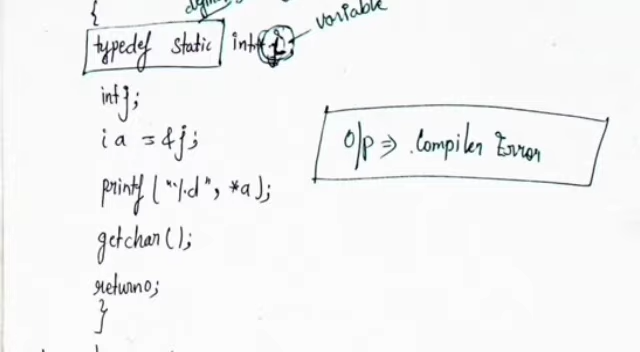 {
variable
typedef static int* i
int j;
i a = &j;
printf ("%d", *a);
O/p ⇒ Compiler Error
getchar();
return0;
}